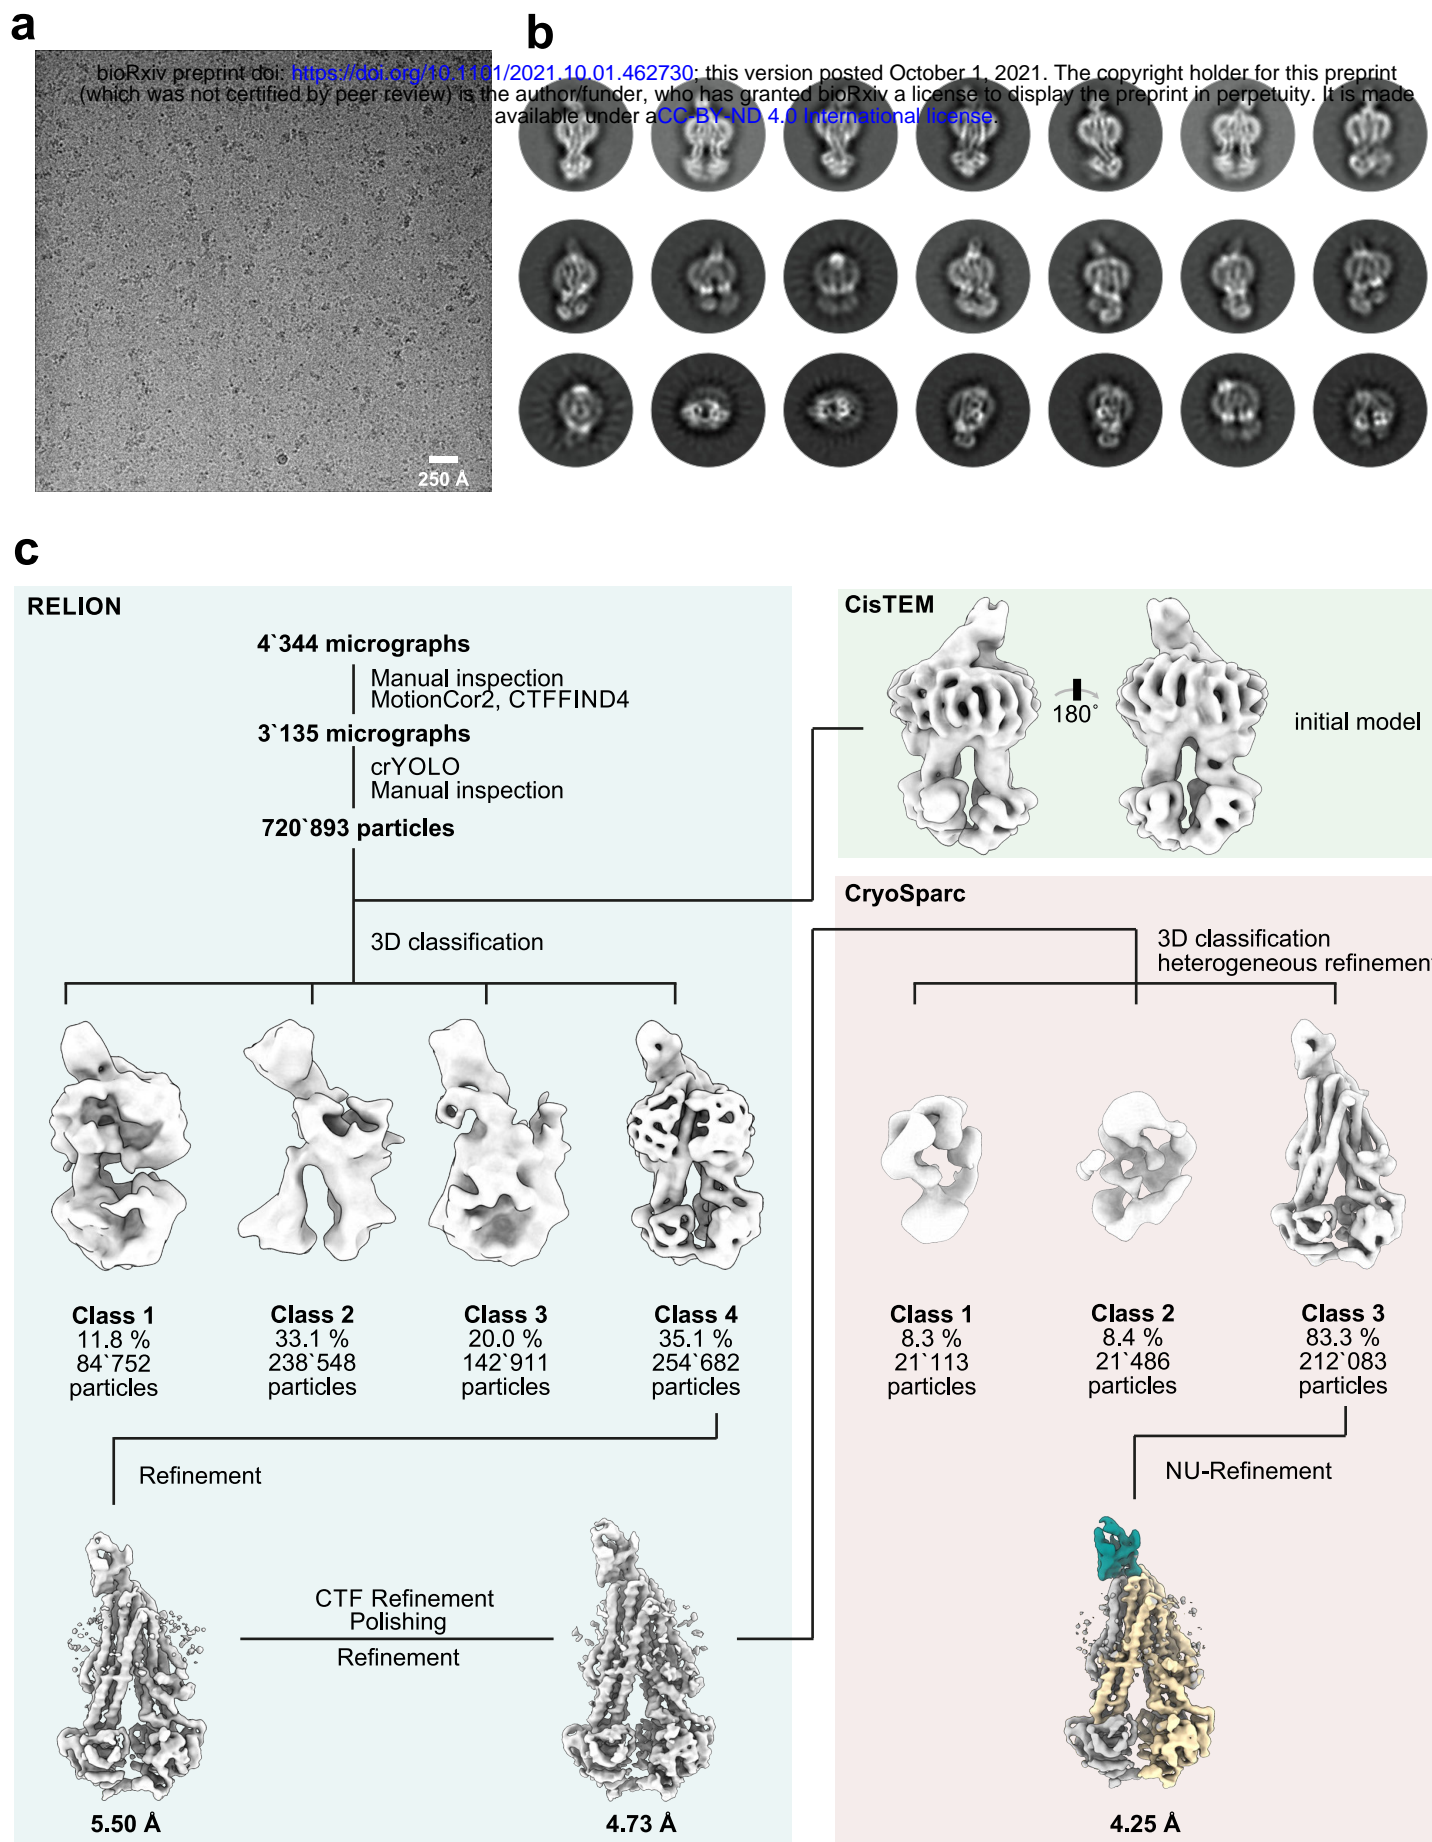 a
b
bioRxiv preprint doi: https://doi.org/10.1101/2021.10.01.462730; this version posted October 1, 2021. The copyright holder for this preprint
(which was not certified by peer review) is the author/funder, who has granted bioRxiv a license to display the preprint in perpetuity. It is made
available under aCC-BY-ND 4.0 International license.
250 Å
c
RELION
4`344 micrographs
Manual inspection
MotionCor2, CTFFIND4
3`135 micrographs
crYOLO
Manual inspection
720`893 particles
3D classification
Class 1
11.8 %
84`752
particles
Class 2
33.1 %
238`548
particles
Class 3
20.0 %
142`911
particles
Class 4
35.1 %
254`682
particles
Refinement
CTF Refinement
Polishing
Refinement
5.50 Å
4.73 Å
CisTEM
180°
initial model
CryoSparc
3D classification
heterogeneous refinement
Class 1
8.3 %
21`113
particles
Class 2
8.4 %
21`486
particles
Class 3
83.3 %
212`083
particles
NU-Refinement
4.25 Å